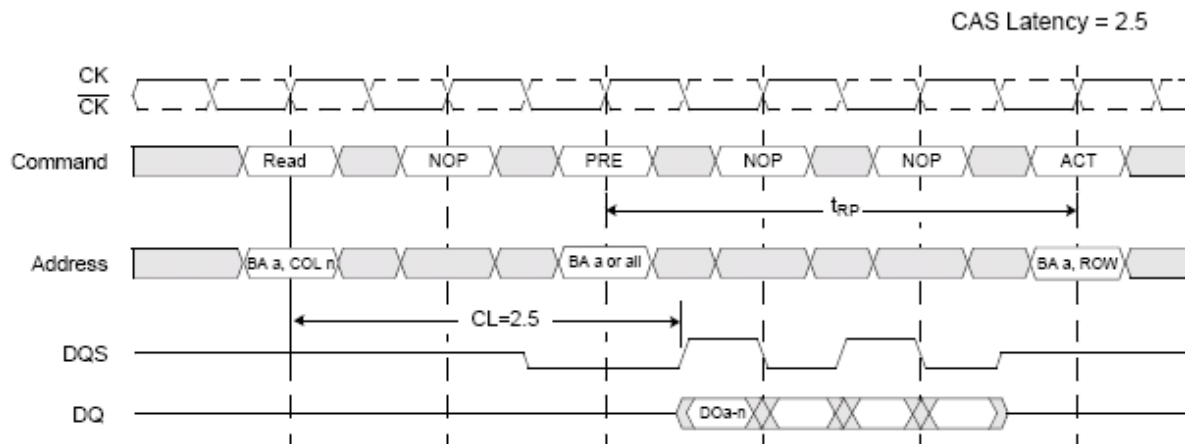 CAS Latency = 2.5
CK
CK
Command Read NOP PRE NOP NOP ACT
tRP
Address BA a, COL n BA a or all BA a, ROW
CL=2.5
DQS
DQ DOa-n